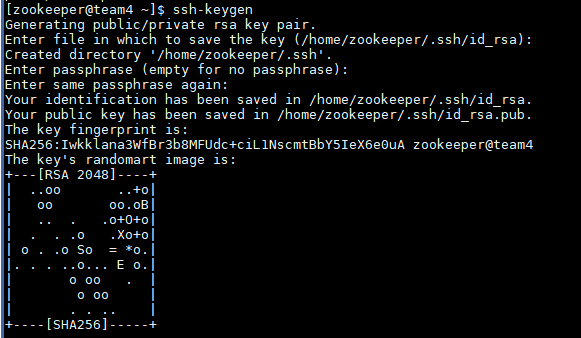 [zookeeper@team4 ~]$ ssh-keygen
Generating public/private rsa key pair.
Enter file in which to save the key (/home/zookeeper/.ssh/id_rsa):
Created directory '/home/zookeeper/.ssh'.
Enter passphrase (empty for no passphrase):
Enter same passphrase again:
Your identification has been saved in /home/zookeeper/.ssh/id_rsa.
Your public key has been saved in /home/zookeeper/.ssh/id_rsa.pub.
The key fingerprint is:
SHA256:Iwkklana3WfBr3b8MFUdc+ciL1NscmtBbY5IeX6e0uA zookeeper@team4
The key's randomart image is:
+---[RSA 2048]----+
|  ..oo       ..+o|
|   oo       oo.oB|
|   ..  .   .o+O+o|
|  .  . .o   .Xo+o|
| o . .o So  = *o.|
|. . . ..o... E o.|
|       o oo   .  |
|        o oo     |
|       . . ..    |
+----[SHA256]-----+